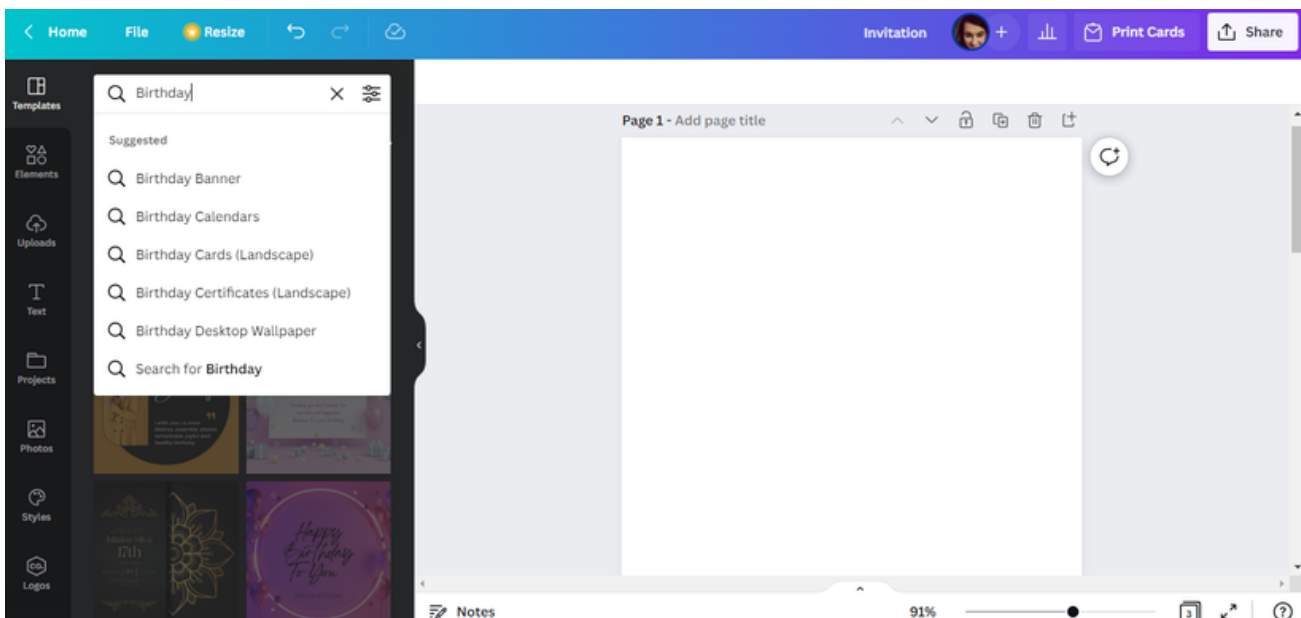 Home File Resize Invitation Print Cards Share
Templates
Elements
Uploads
Text
Projects
Photos
Styles
CO.
Logos
Birthday
Suggested
Birthday Banner
Birthday Calendars
Birthday Cards (Landscape)
Birthday Certificates (Landscape)
Birthday Desktop Wallpaper
Search for Birthday
17th
Happy
Birthday
To You
Page 1 - Add page title
Notes 91% 3 ?